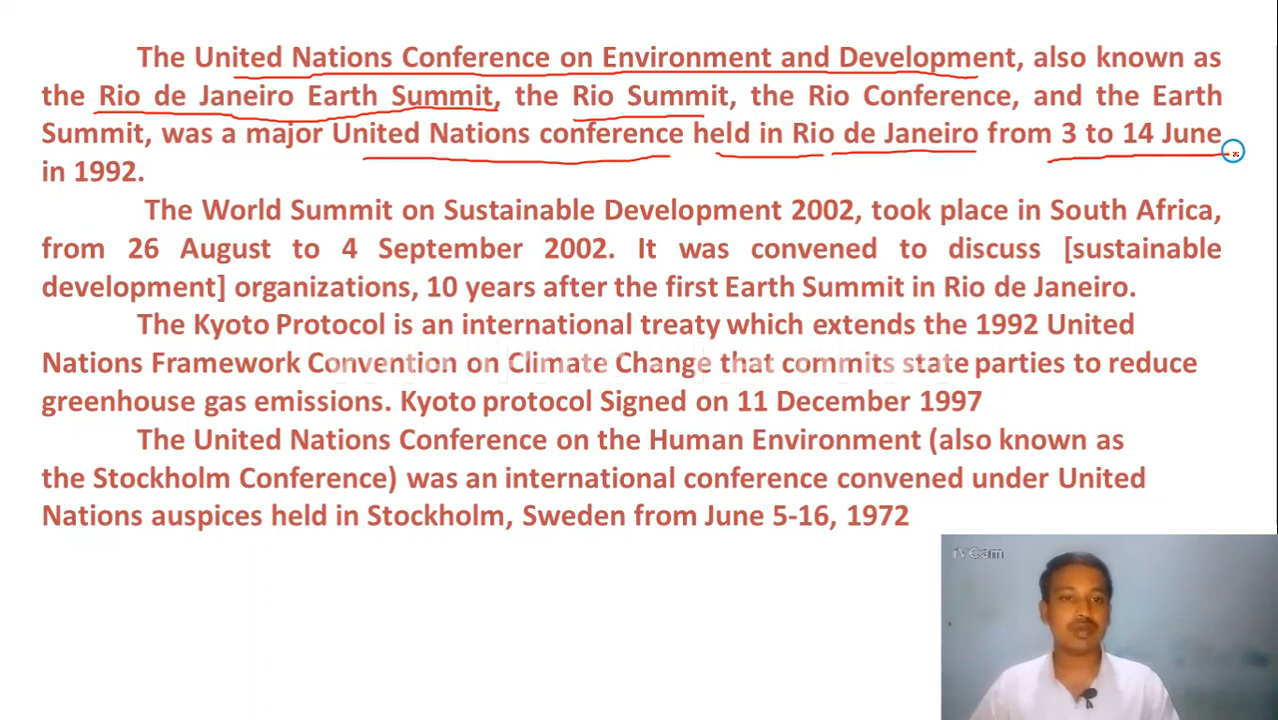 The United Nations Conference on Environment and Development, also known as
the Rio de Janeiro Earth Summit, the Rio Summit, the Rio Conference, and the Earth
Summit, was a major United Nations conference held in Rio de Janeiro from 3 to 14 June
in 1992.
The World Summit on Sustainable Development 2002, took place in South Africa,
from 26 August to 4 September 2002. It was convened to discuss [sustainable
development] organizations, 10 years after the first Earth Summit in Rio de Janeiro.
The Kyoto Protocol is an international treaty which extends the 1992 United
Nations Framework Convention on Climate Change that commits state parties to reduce
greenhouse gas emissions. Kyoto protocol Signed on 11 December 1997
The United Nations Conference on the Human Environment (also known as
the Stockholm Conference) was an international conference convened under United
Nations auspices held in Stockholm, Sweden from June 5-16, 1972
iVCam